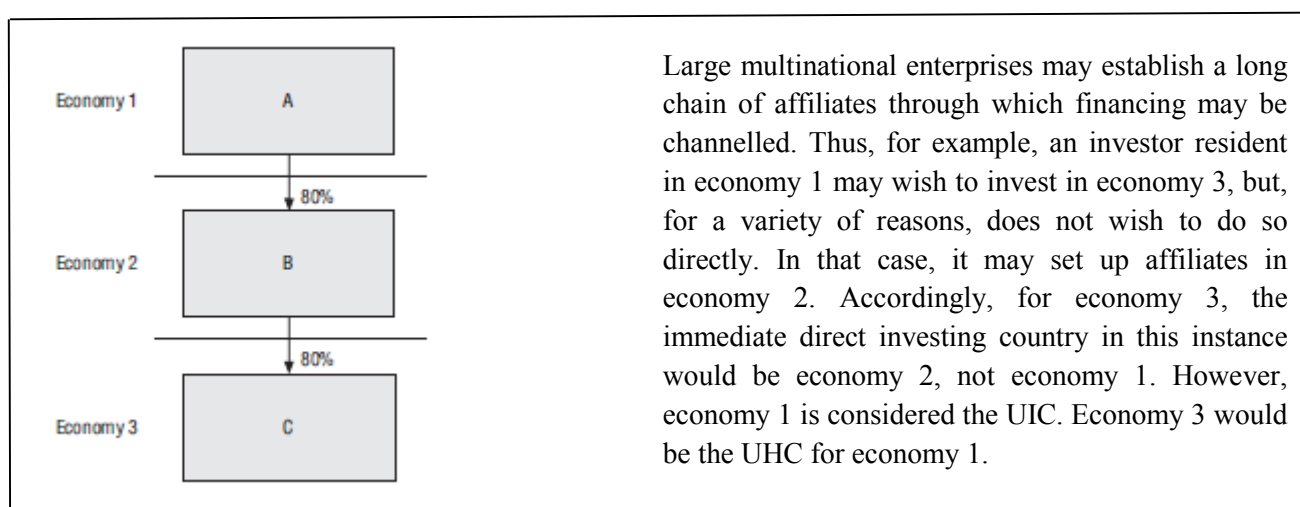 Economy 1
A
80%
Economy 2
B
80%
Economy 3
C
Large multinational enterprises may establish a long
chain of affiliates through which financing may be
channelled. Thus, for example, an investor resident
in economy 1 may wish to invest in economy 3, but,
for a variety of reasons, does not wish to do so
directly. In that case, it may set up affiliates in
economy 2. Accordingly, for economy 3, the
immediate direct investing country in this instance
would be economy 2, not economy 1. However,
economy 1 is considered the UIC. Economy 3 would
be the UHC for economy 1.